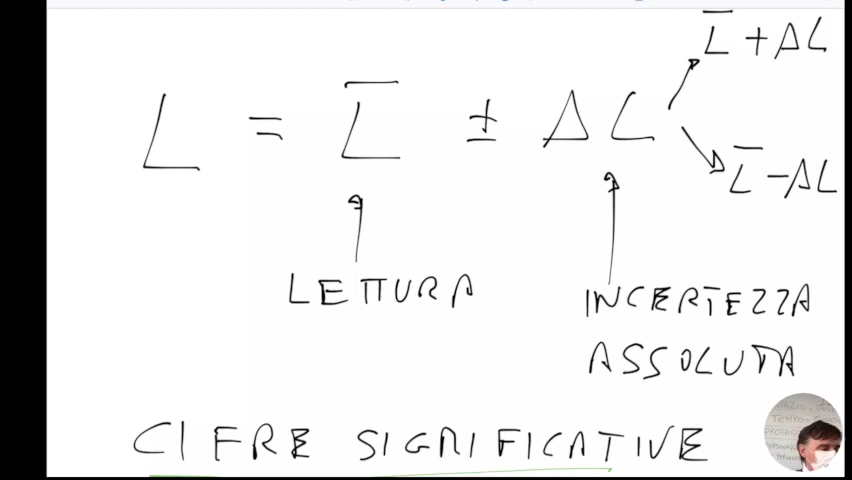 L̅ + ΔL
L = L̅ ± ΔL
L̅ - ΔL
LETTURA
INCERTEZZA
ASSOLUTA
CIFRE SIGNIFICATIVE